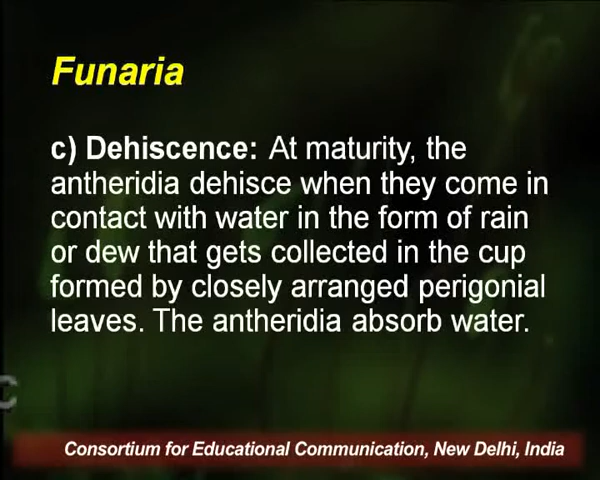 Funaria
c) Dehiscence: At maturity, the
antheridia dehisce when they come in
contact with water in the form of rain
or dew that gets collected in the cup
formed by closely arranged perigonial
leaves. The antheridia absorb water.
C
Consortium for Educational Communication, New Delhi, India